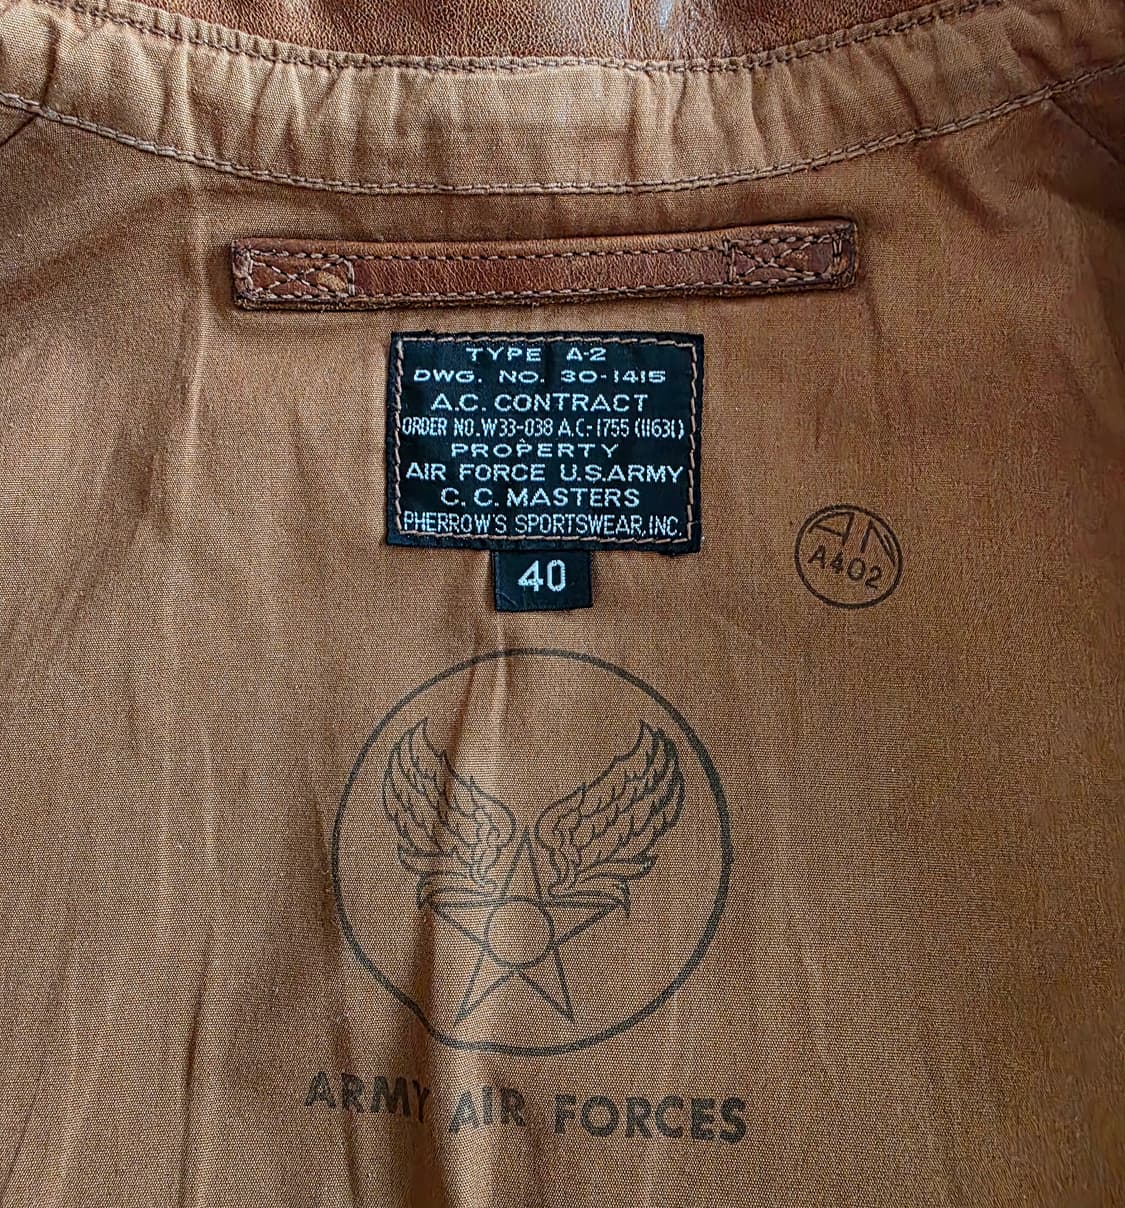 TYPE A-2
DWG. NO. 30-1415
A.C. CONTRACT
ORDER NO. W33-038 A.C-1755 (11631)
PROPERTY
AIR FORCE U.S.ARMY
C. C. MASTERS
PHERROW'S SPORTSWEAR, INC.
40
AN
A402
ARMY AIR FORCES